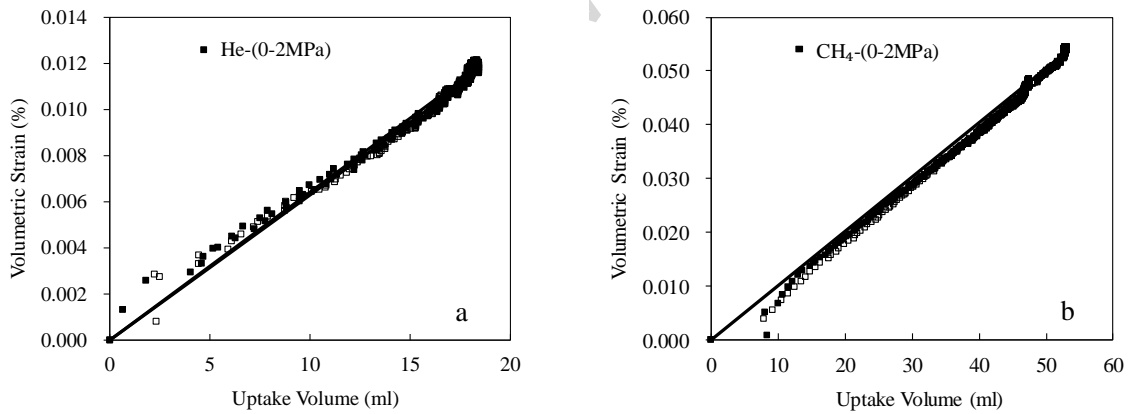 0.014
0.012
0.010
0.008
0.006
0.004
0.002
0.000
Volumetric Strain (%)
He-(0-2MPa)
a
0 5 10 15 20
Uptake Volume (ml)
0.060
0.050
0.040
0.030
0.020
0.010
0.000
Volumetric Strain (%)
CH₄-(0-2MPa)
b
0 10 20 30 40 50 60
Uptake Volume (ml)